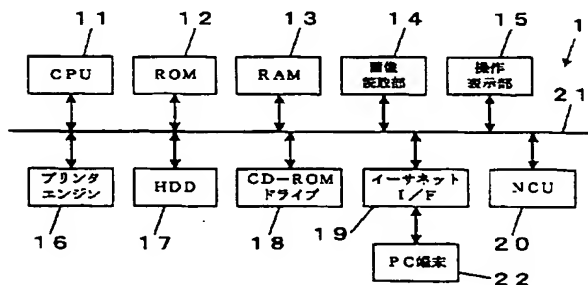 11 12 13 14 15 1
CPU ROM RAM 画像 操作
読取部 表示部
21
プリンタ HDD CD-ROM イーサネット NCU
エンジン ドライブ I/F
16 17 18 19 20
PC端末
22